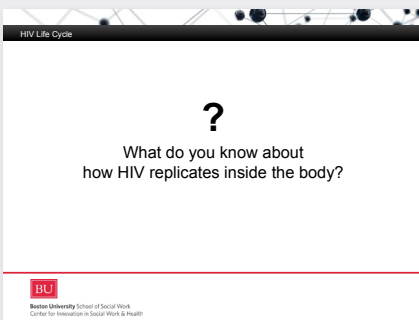 HIV Life Cycle
?
What do you know about
how HIV replicates inside the body?
BU
Boston University School of Social Work
Center for Innovation in Social Work & Health